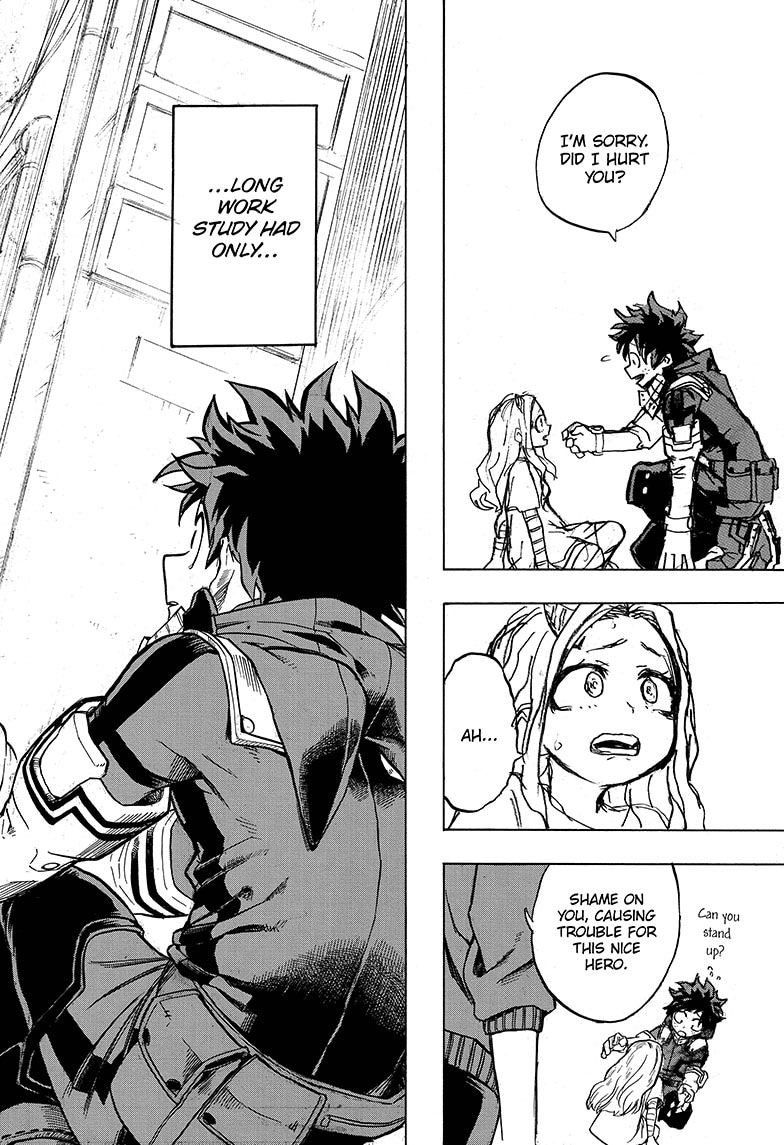 I'M SORRY.
DID I HURT
YOU?
AH...
SHAME ON
YOU, CAUSING
TROUBLE FOR
THIS NICE
HERO.
Can you
stand
up?
...LONG
WORK
STUDY HAD
ONLY...